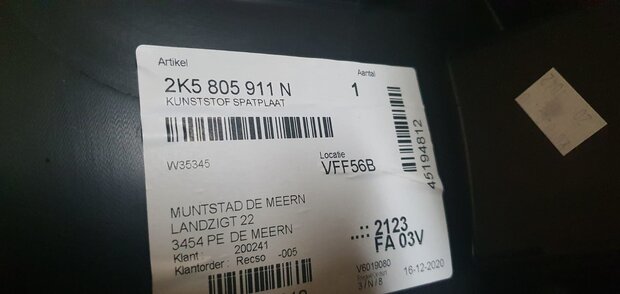 Artikel
Aantal
2K5 805 911 N
1
KUNSTSTOF SPATPLAAT
W35345
Locatie
VFF56B
45194812
MUNTSTAD DE MEERN
LANDZIGT 22
3454 PE DE MEERN
Klant : 200241
Klantorder : Recso -005
..:: 2123
FA 03V
V6019080
3/N/8
16-12-2020